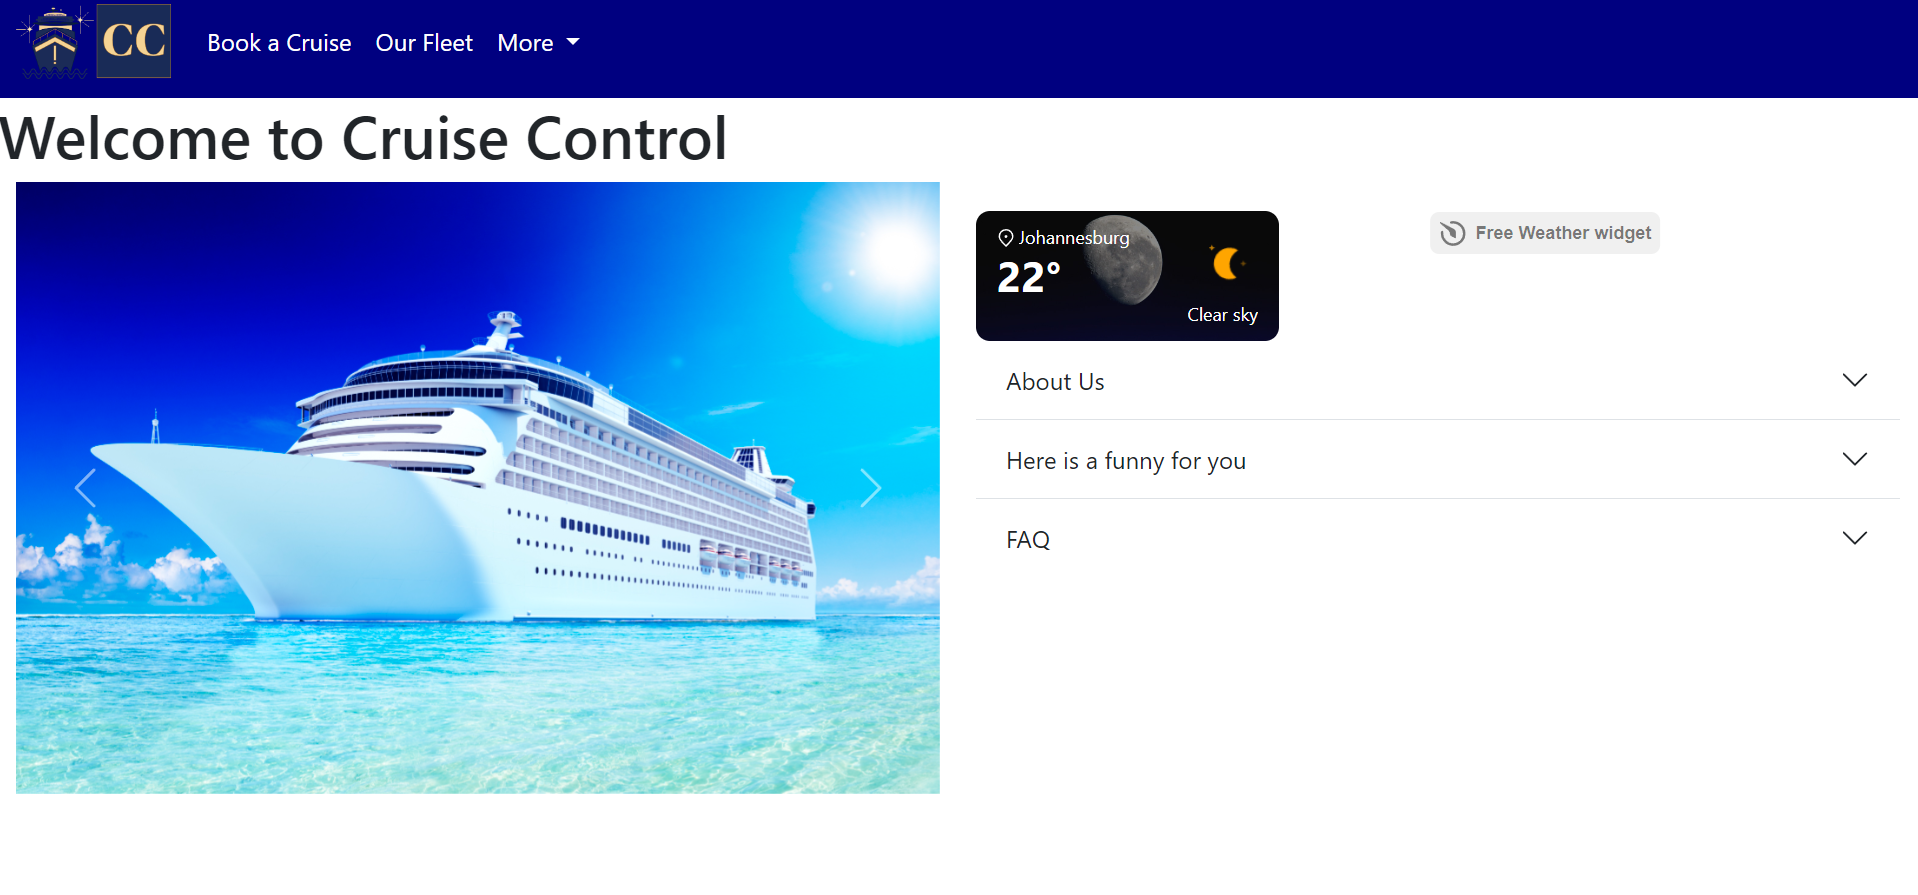 CC
Book a Cruise
Our Fleet
More
Welcome to Cruise Control
Johannesburg
22°
Clear sky
Free Weather widget
About Us
Here is a funny for you
FAQ